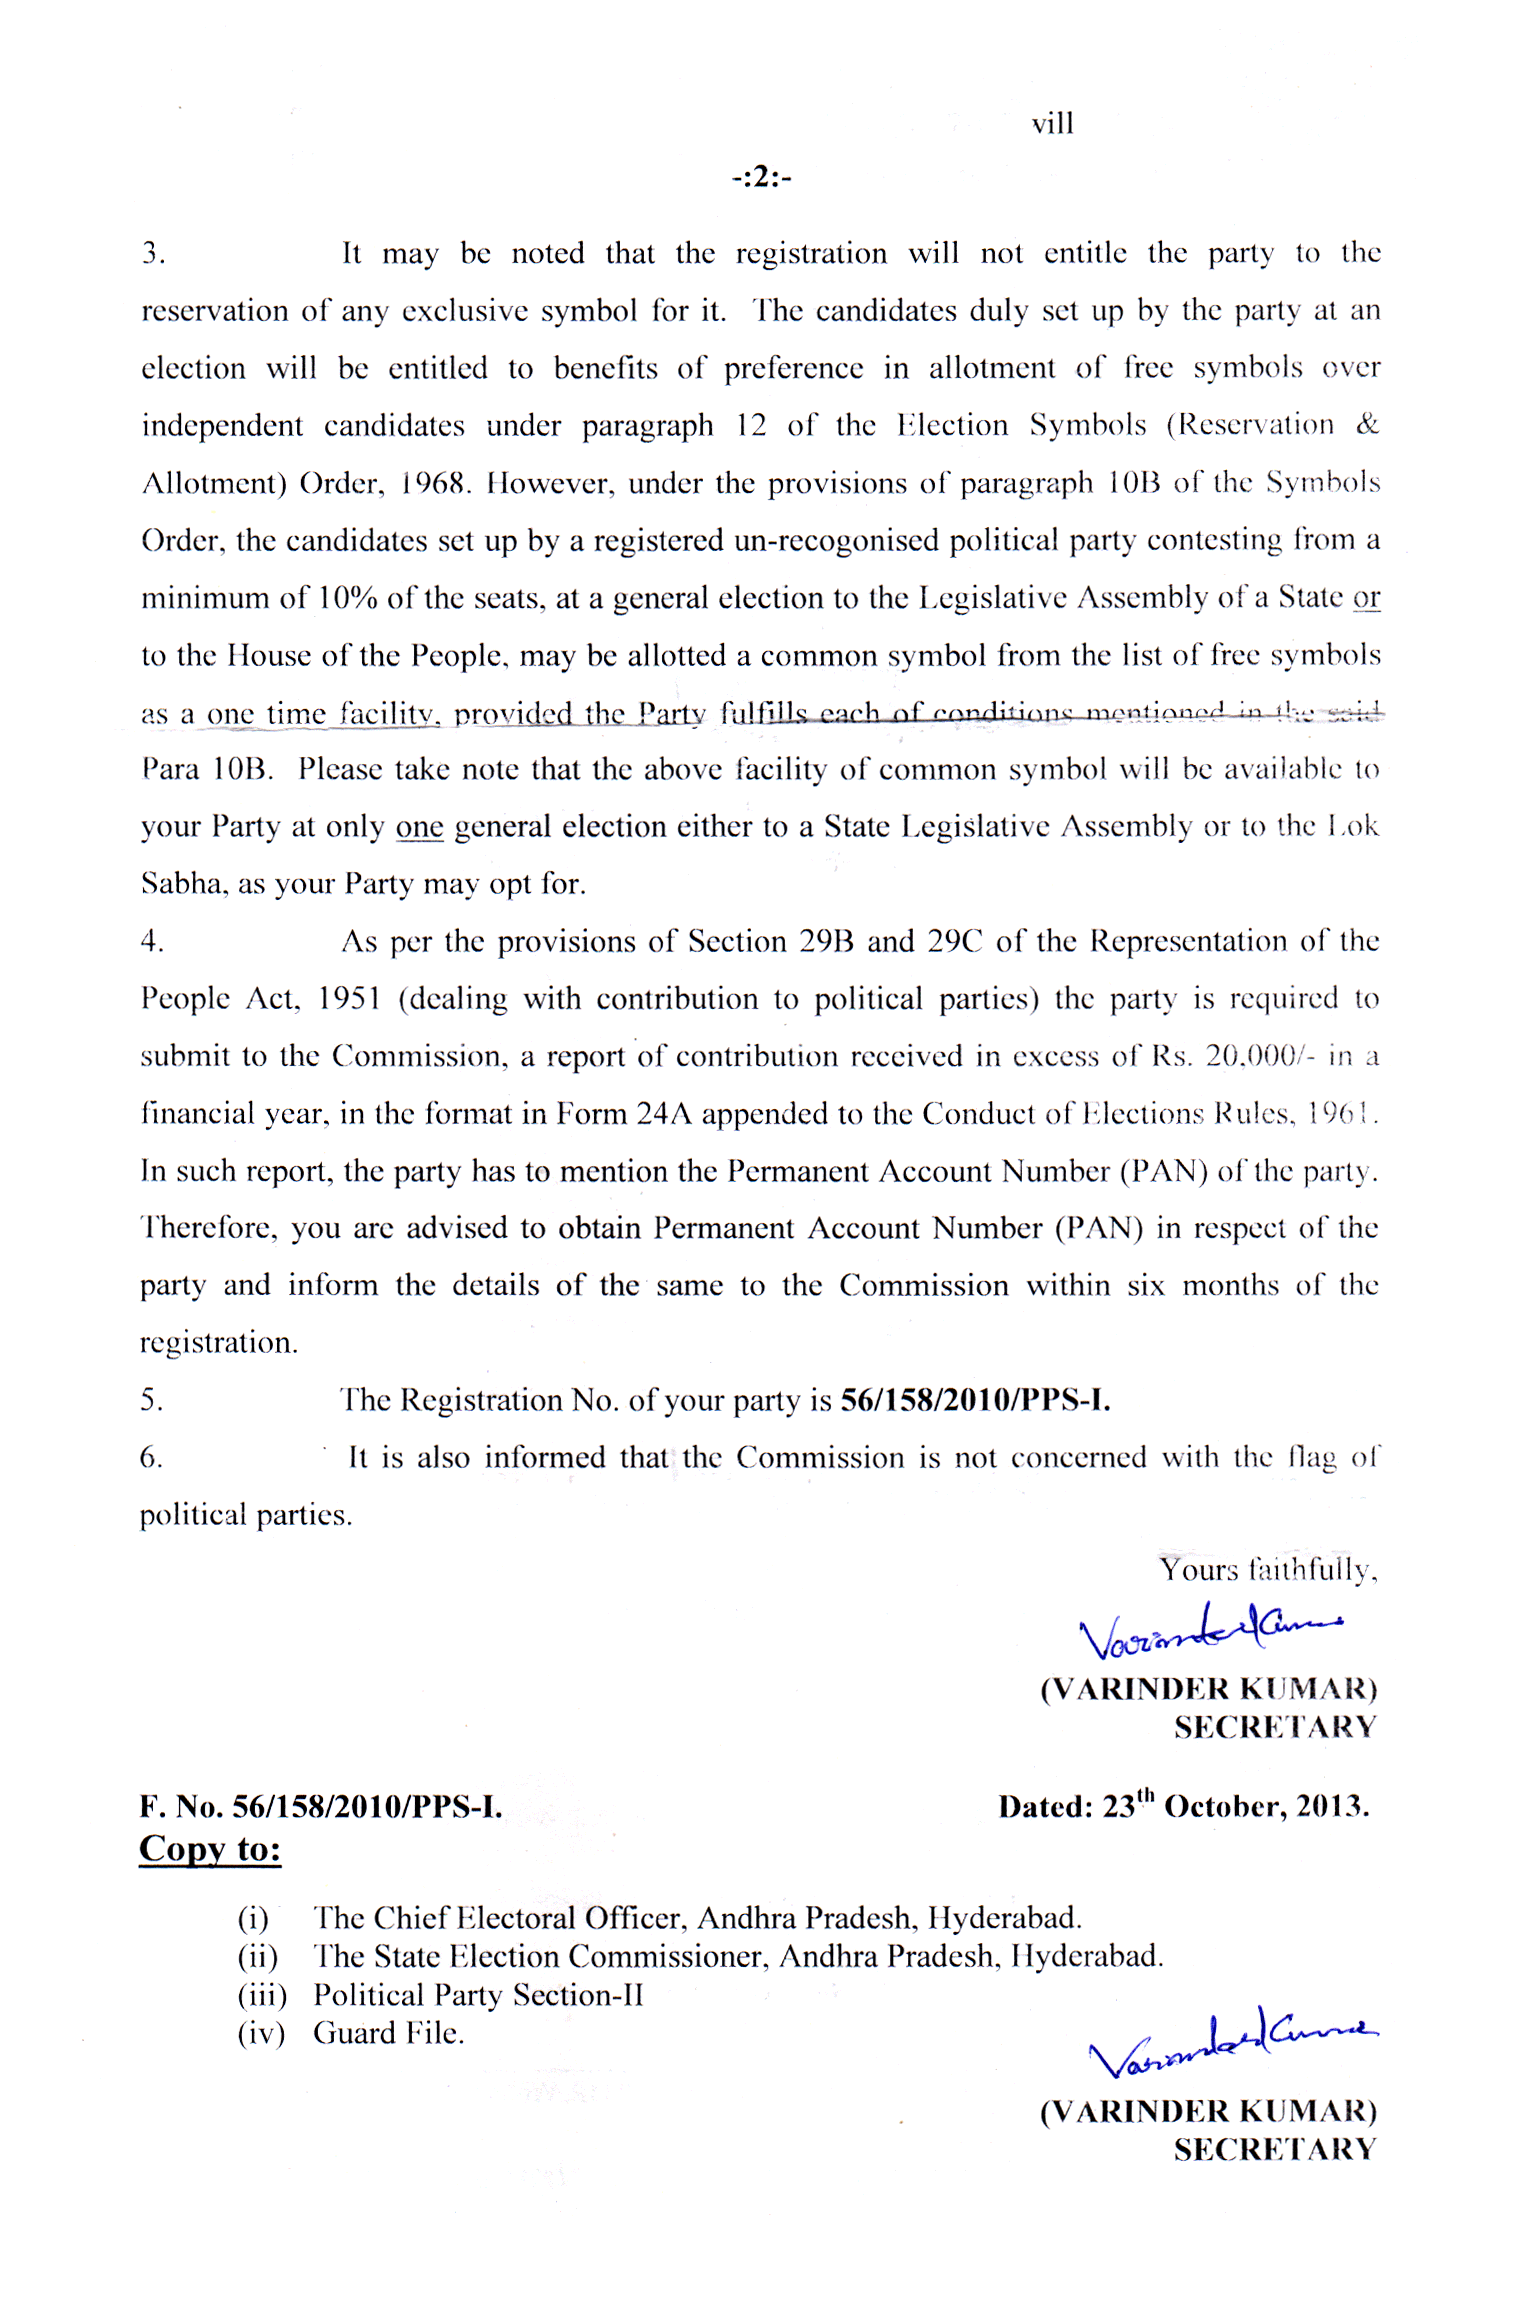 vill
-:2:-
3. It may be noted that the registration will not entitle the party to the
reservation of any exclusive symbol for it. The candidates duly set up by the party at an
election will be entitled to benefits of preference in allotment of free symbols over
independent candidates under paragraph 12 of the Election Symbols (Reservation &
Allotment) Order, 1968. However, under the provisions of paragraph 10B of the Symbols
Order, the candidates set up by a registered un-recogonised political party contesting from a
minimum of 10% of the seats, at a general election to the Legislative Assembly of a State or
to the House of the People, may be allotted a common symbol from the list of free symbols
as a one time facility, provided the Party fulfills each of conditions mentioned in the said
Para 10B. Please take note that the above facility of common symbol will be available to
your Party at only one general election either to a State Legislative Assembly or to the Lok
Sabha, as your Party may opt for.
4. As per the provisions of Section 29B and 29C of the Representation of the
People Act, 1951 (dealing with contribution to political parties) the party is required to
submit to the Commission, a report of contribution received in excess of Rs. 20,000/- in a
financial year, in the format in Form 24A appended to the Conduct of Elections Rules, 1961.
In such report, the party has to mention the Permanent Account Number (PAN) of the party.
Therefore, you are advised to obtain Permanent Account Number (PAN) in respect of the
party and inform the details of the same to the Commission within six months of the
registration.
5. The Registration No. of your party is 56/158/2010/PPS-I.
6. It is also informed that the Commission is not concerned with the flag of
political parties.
Yours faithfully,
Varinder Kumar
(VARINDER KUMAR)
SECRETARY
F. No. 56/158/2010/PPS-I. Dated: 23th October, 2013.
Copy to:
(i) The Chief Electoral Officer, Andhra Pradesh, Hyderabad.
(ii) The State Election Commissioner, Andhra Pradesh, Hyderabad.
(iii) Political Party Section-II
(iv) Guard File.
Varinder Kumar
(VARINDER KUMAR)
SECRETARY